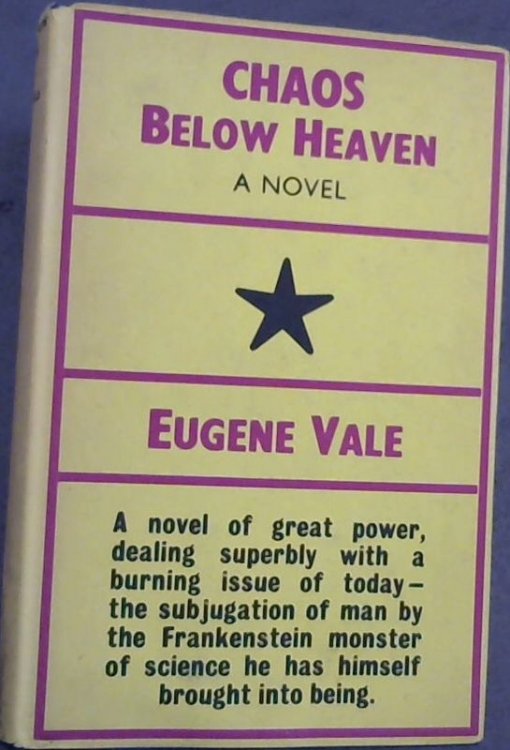 CHAOS
BELOW HEAVEN
A NOVEL
EUGENE VALE
A novel of great power,
dealing superbly with a
burning issue of today–
the subjugation of man by
the Frankenstein monster
of science he has himself
brought into being.